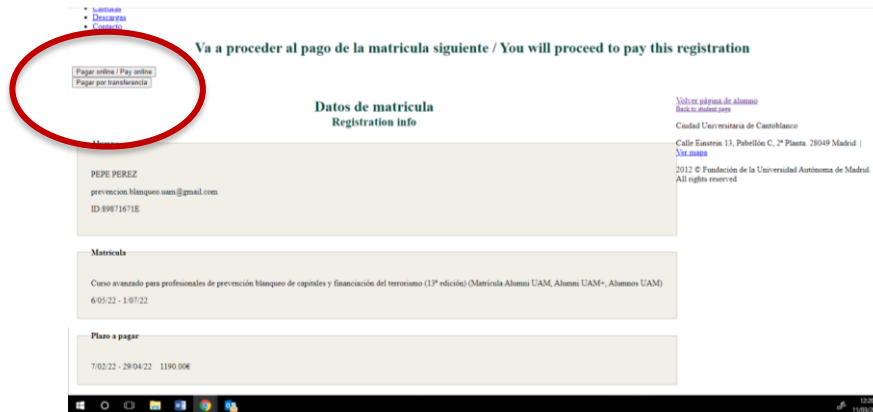 Descargas
Contacto
Va a proceder al pago de la matricula siguiente / You will proceed to pay this registration
Pagar online / Pay online
Pagar por transferencia
Datos de matricula
Registration info
Volver página de alumno
Back to student page
Ciudad Universitaria de Cantoblanco
Calle Einstein 13, Pabellón C, 2ª Planta. 28049 Madrid |
Ver mapa
2012 © Fundación de la Universidad Autónoma de Madrid.
All rights reserved
PEPE PEREZ
prevencion.blanqueo.uam@gmail.com
ID:89871671E
Matrícula
Curso avanzado para profesionales de prevención blanqueo de capitales y financiación del terrorismo (13ª edición) (Matrícula Alumni UAM, Alumni UAM+, Alumnos UAM)
6/05/22 - 1/07/22
Plazo a pagar
7/02/22 - 29/04/22 1190.00€